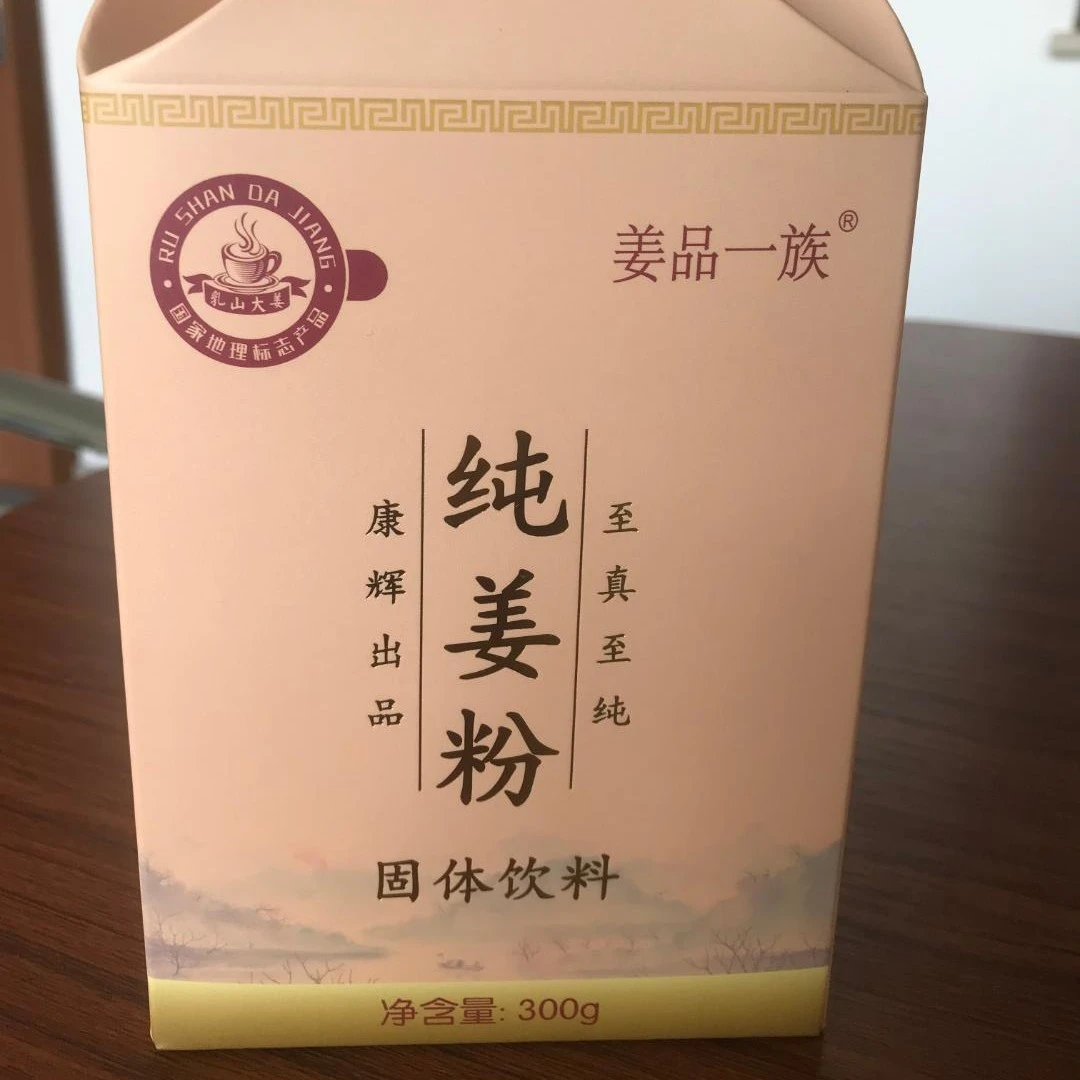 RU SHAN DA JIANG
乳山大姜
国家地理标志产品
姜品一族®
康辉出品
纯姜粉
至真至纯
固体饮料
净含量: 300g